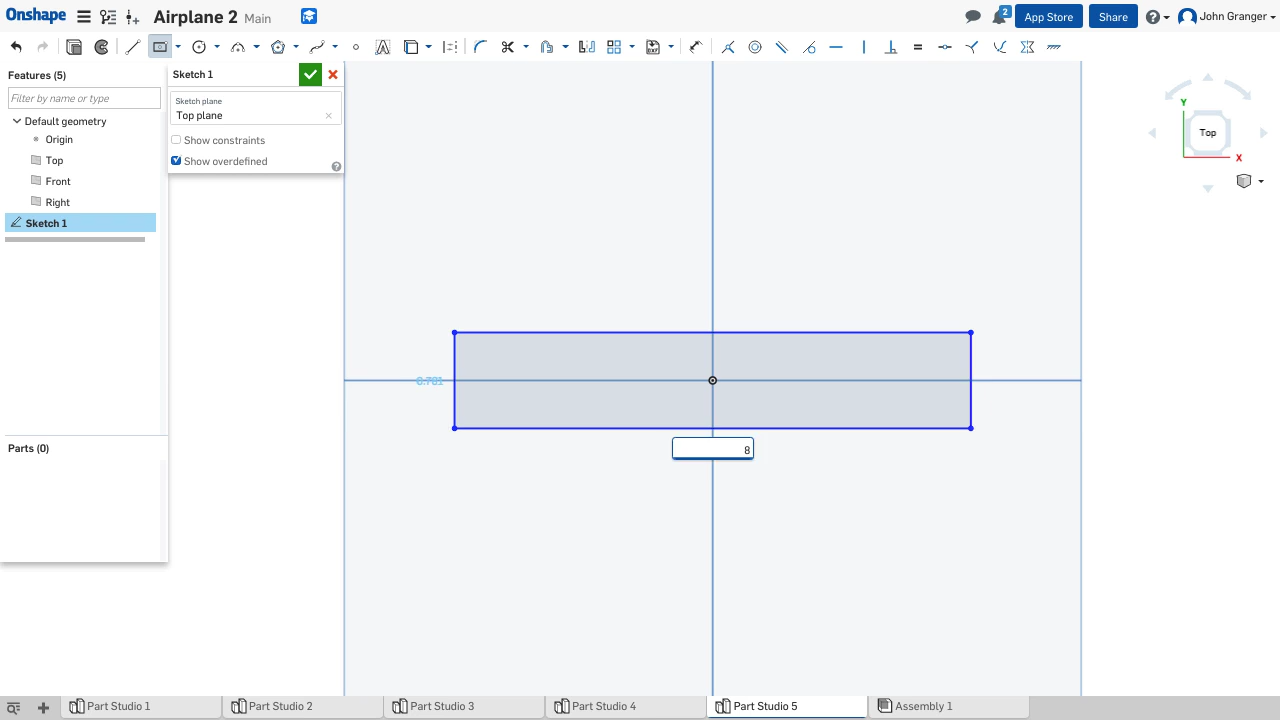 Onshape
Airplane 2 Main
2
App Store
Share
John Granger
Features (5)
Filter by name or type
Default geometry
Origin
Top
Front
Right
Sketch 1
Parts (0)
Sketch 1
Sketch plane
Top plane
Show constraints
Show overdefined
0.781
8
Y
Top
X
Part Studio 1
Part Studio 2
Part Studio 3
Part Studio 4
Part Studio 5
Assembly 1